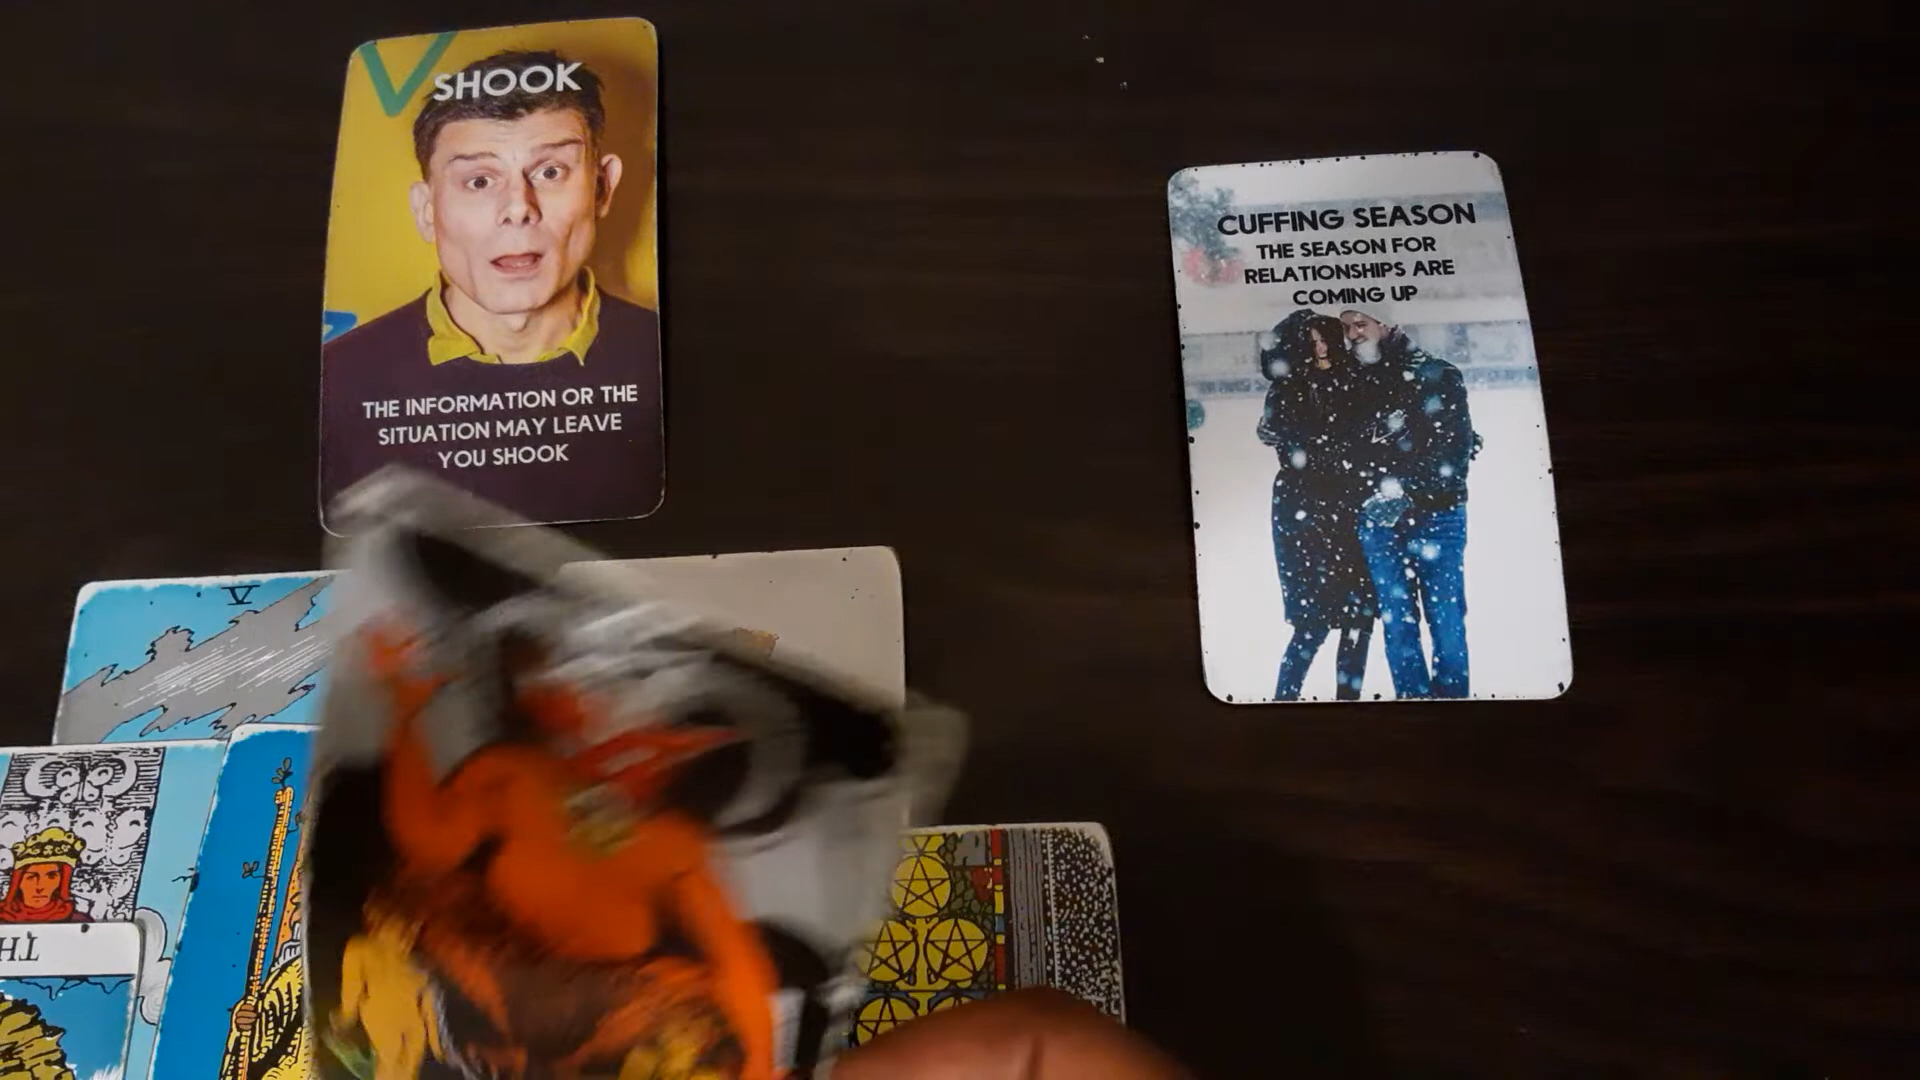 SHOOK
THE INFORMATION OR THE
SITUATION MAY LEAVE
YOU SHOOK
CUFFING SEASON
THE SEASON FOR
RELATIONSHIPS ARE
COMING UP
V
TH